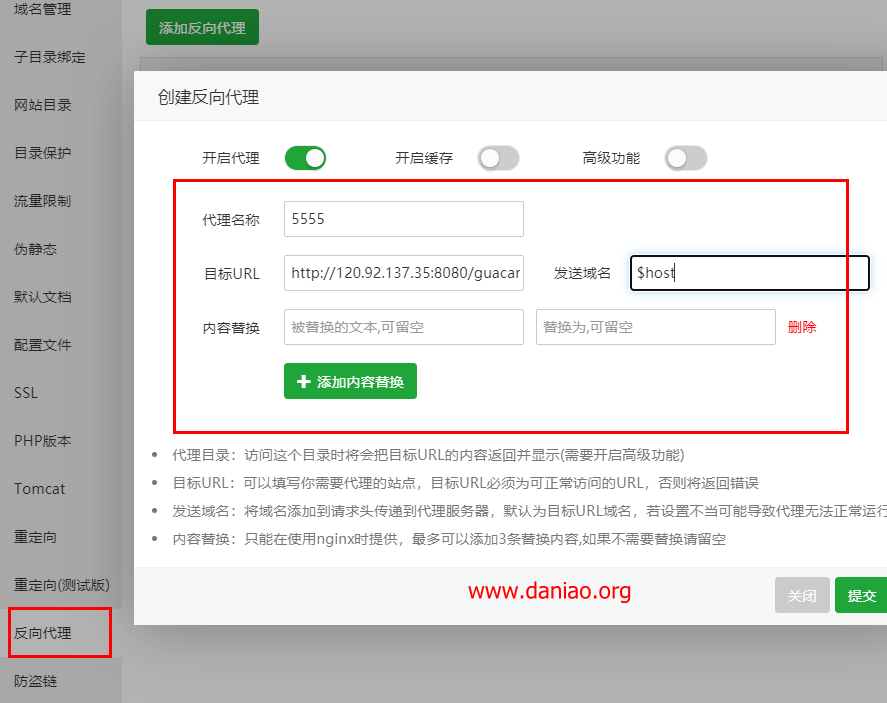 域名管理
子目录绑定
网站目录
目录保护
流量限制
伪静态
默认文档
配置文件
SSL
PHP版本
Tomcat
重定向
重定向(测试版)
反向代理
防盗链
添加反向代理
创建反向代理
开启代理 开启缓存 高级功能
代理名称 5555
目标URL http://120.92.137.35:8080/guacar 发送域名 $host
内容替换 被替换的文本,可留空 替换为,可留空 删除
添加内容替换
代理目录：访问这个目录时将会把目标URL的内容返回并显示(需要开启高级功能)
目标URL：可以填写你需要代理的站点，目标URL必须为可正常访问的URL，否则将返回错误
发送域名：将域名添加到请求头传递到代理服务器，默认为目标URL域名，若设置不当可能导致代理无法正常运行
内容替换：只能在使用nginx时提供，最多可以添加3条替换内容,如果不需要替换请留空
www.daniao.org
关闭 提交